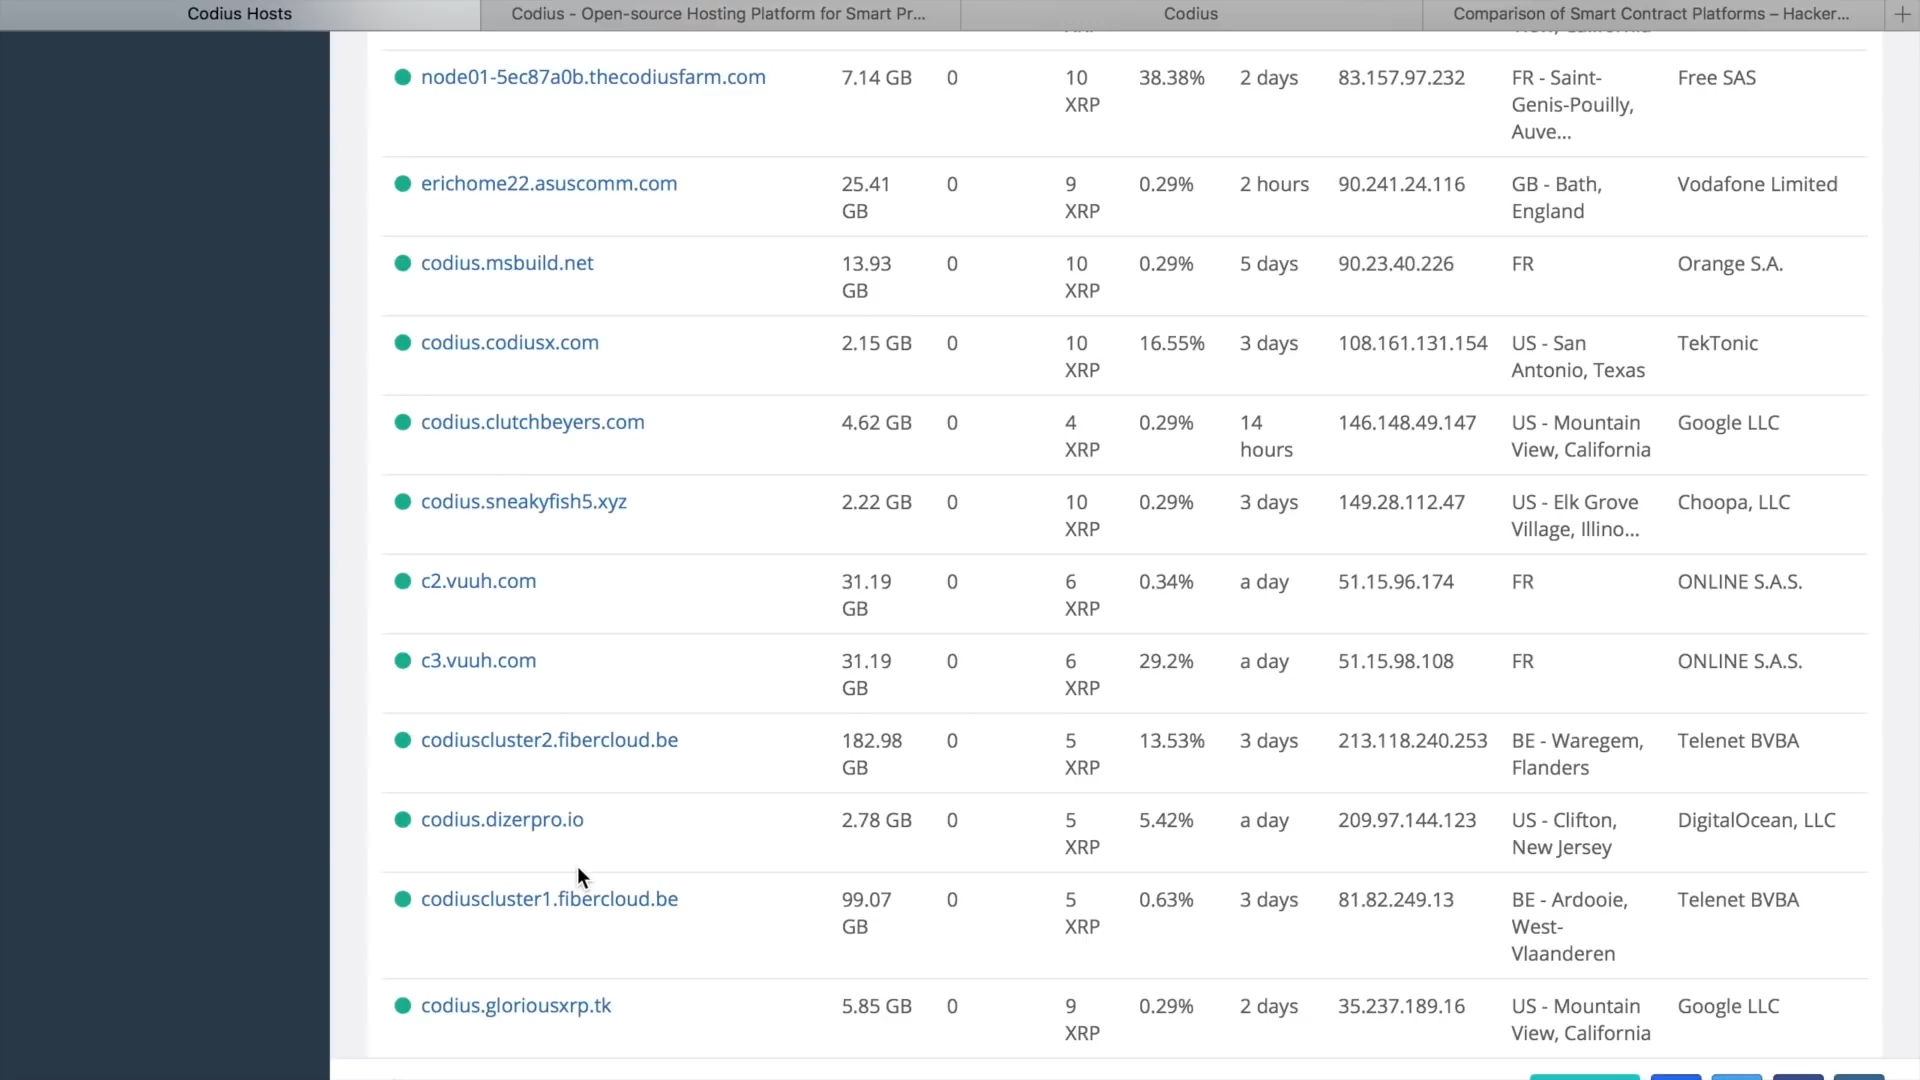 Codius Hosts
Codius - Open-source Hosting Platform for Smart Pr...
Codius
Comparison of Smart Contract Platforms – Hacker...
node01-5ec87a0b.thecodiusfarm.com 7.14 GB 0 10 38.38% 2 days 83.157.97.232 FR - Saint- Free SAS
XRP Genis-Pouilly,
Auve...
erichome22.asuscomm.com 25.41 0 9 0.29% 2 hours 90.241.24.116 GB - Bath, Vodafone Limited
GB XRP England
codius.msbuild.net 13.93 0 10 0.29% 5 days 90.23.40.226 FR Orange S.A.
GB XRP
codius.codiusx.com 2.15 GB 0 10 16.55% 3 days 108.161.131.154 US - San TekTonic
XRP Antonio, Texas
codius.clutchbeyers.com 4.62 GB 0 4 0.29% 14 146.148.49.147 US - Mountain Google LLC
XRP hours View, California
codius.sneakyfish5.xyz 2.22 GB 0 10 0.29% 3 days 149.28.112.47 US - Elk Grove Choopa, LLC
XRP Village, Illino...
c2.vuuh.com 31.19 0 6 0.34% a day 51.15.96.174 FR ONLINE S.A.S.
GB XRP
c3.vuuh.com 31.19 0 6 29.2% a day 51.15.98.108 FR ONLINE S.A.S.
GB XRP
codiuscluster2.fibercloud.be 182.98 0 5 13.53% 3 days 213.118.240.253 BE - Waregem, Telenet BVBA
GB XRP Flanders
codius.dizerpro.io 2.78 GB 0 5 5.42% a day 209.97.144.123 US - Clifton, DigitalOcean, LLC
XRP New Jersey
codiuscluster1.fibercloud.be 99.07 0 5 0.63% 3 days 81.82.249.13 BE - Ardooie, Telenet BVBA
GB XRP West-
Vlaanderen
codius.gloriousxrp.tk 5.85 GB 0 9 0.29% 2 days 35.237.189.16 US - Mountain Google LLC
XRP View, California